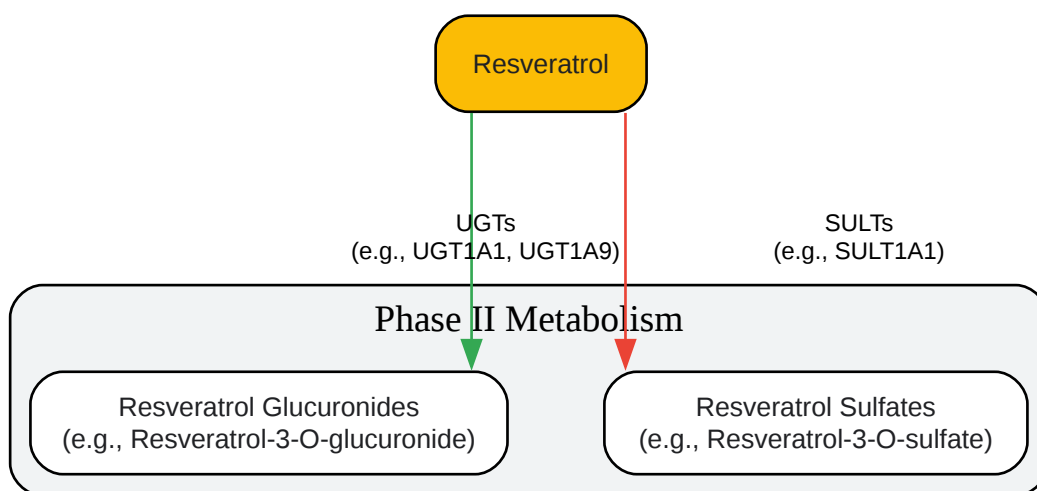 Resveratrol
UGTs
(e.g., UGT1A1, UGT1A9)
SULTs
(e.g., SULT1A1)
Phase II Metabolism
Resveratrol Glucuronides
(e.g., Resveratrol-3-O-glucuronide)
Resveratrol Sulfates
(e.g., Resveratrol-3-O-sulfate)